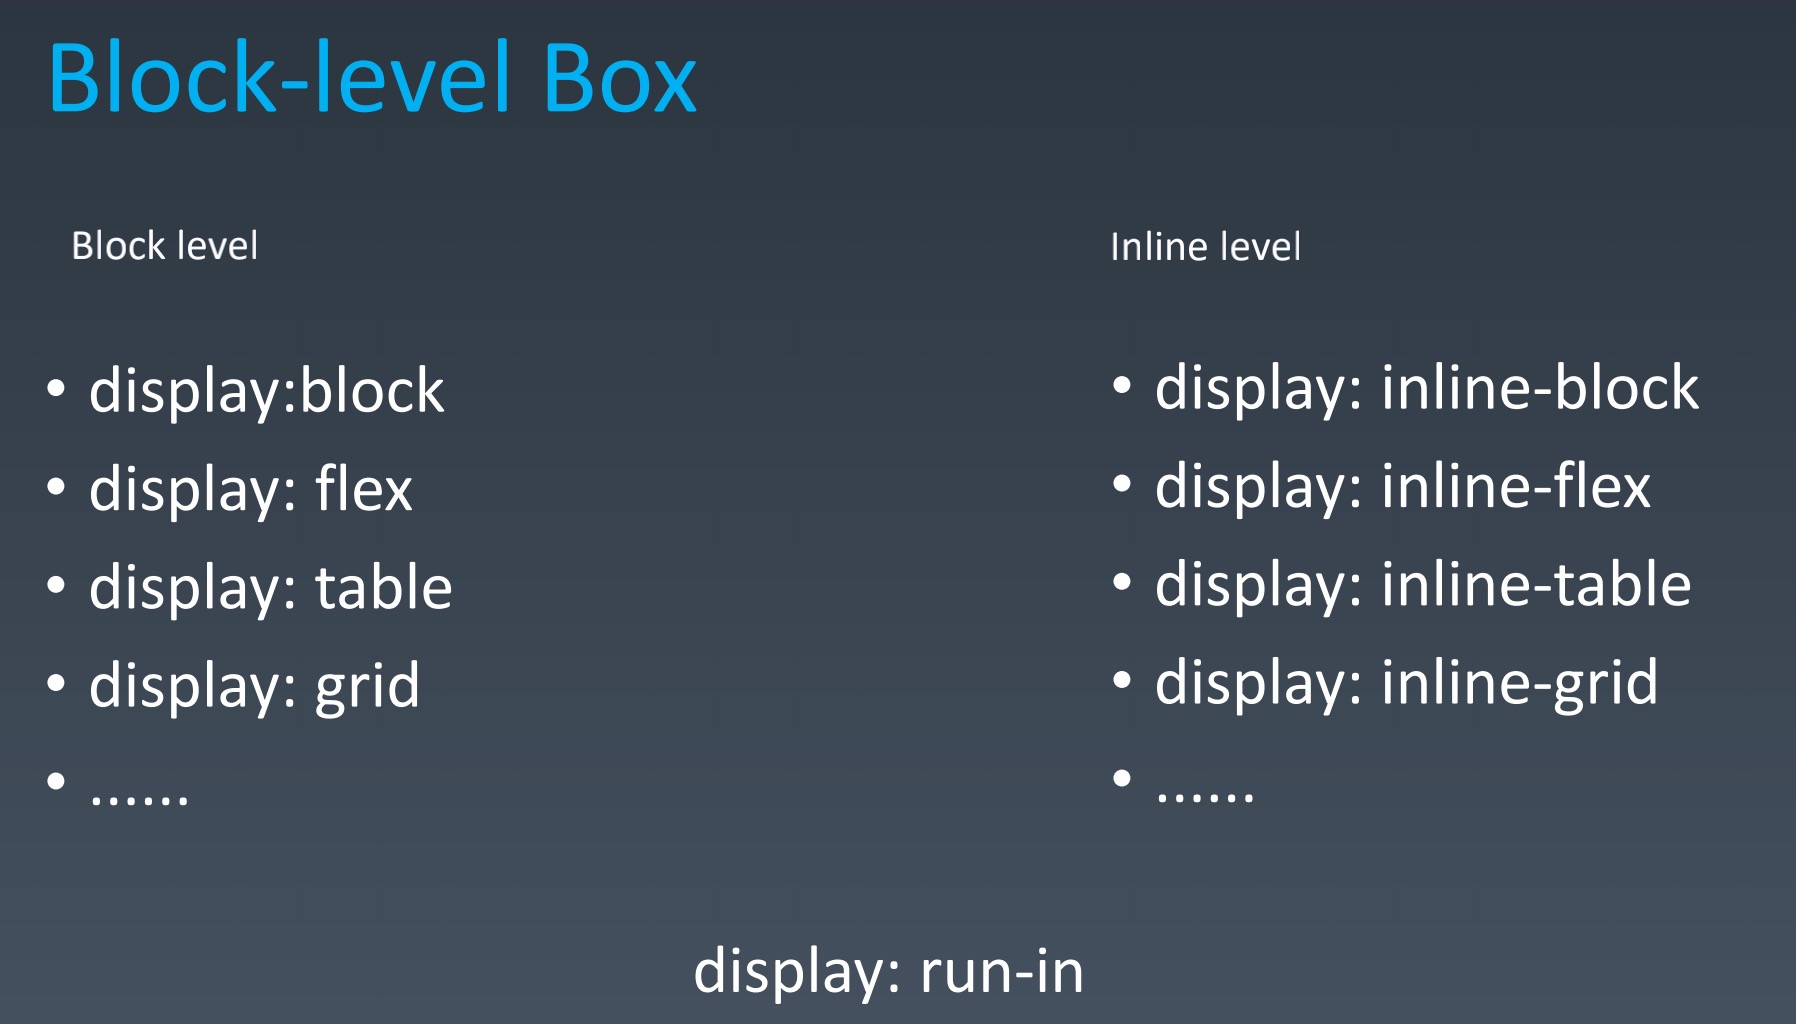 Block-level Box
Block level
• display:block
• display: flex
• display: table
• display: grid
• ......
Inline level
• display: inline-block
• display: inline-flex
• display: inline-table
• display: inline-grid
• ......
display: run-in